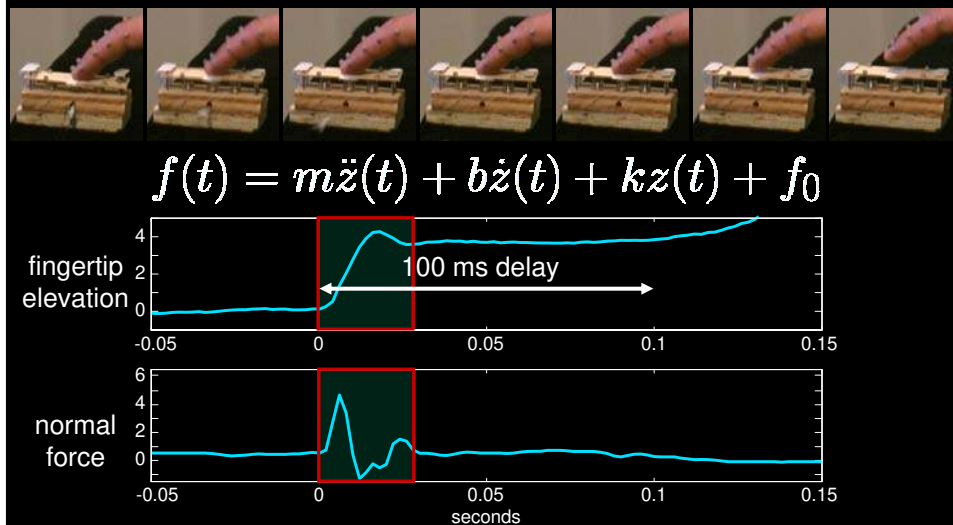 f(t) = mz̈(t) + bż(t) + kz(t) + f₀
fingertip
elevation
4
2
0
100 ms delay
-0.05
0
0.05
0.1
0.15
normal
force
6
4
2
0
-0.05
0
0.05
0.1
0.15
seconds